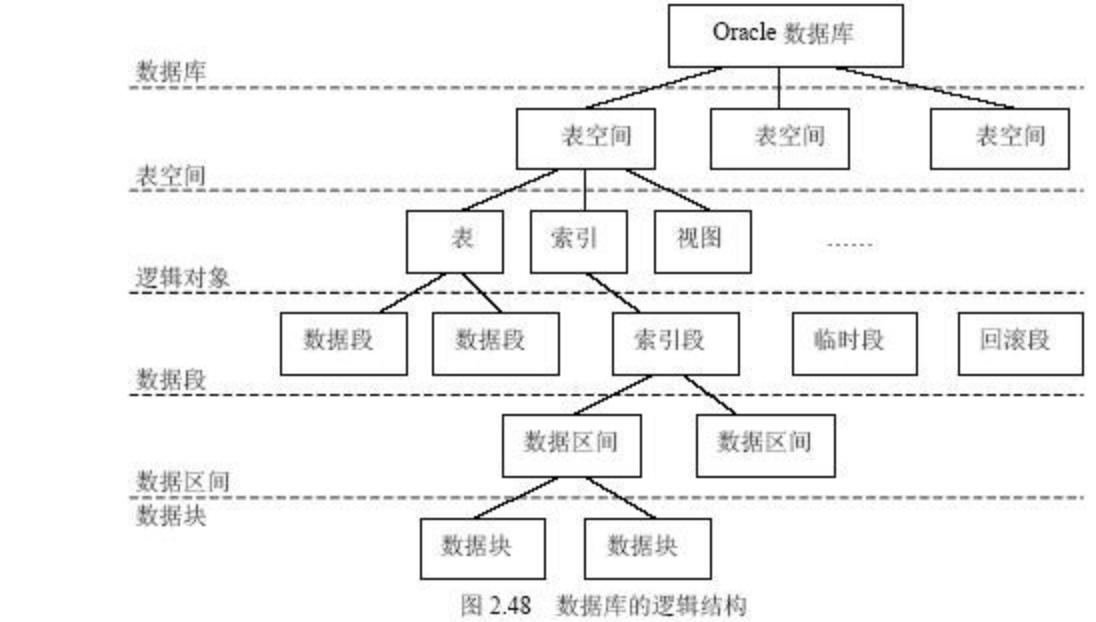 Oracle 数据库
数据库
表空间 表空间 表空间
表空间
表 索引 视图 ......
逻辑对象
数据段 数据段 索引段 临时段 回滚段
数据段
数据区间 数据区间
数据区间
数据块
数据块 数据块
图 2.48 数据库的逻辑结构